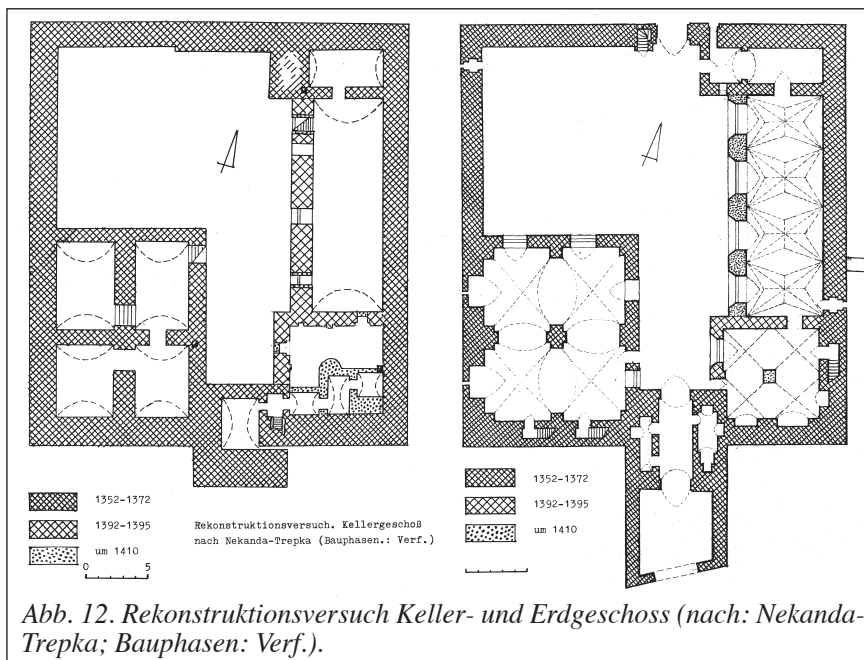 1352-1372
1392-1395
um 1410
0 5
Rekonstruktionsversuch. Kellergeschoß
nach Nekanda-Trepka (Bauphasen.: Verf.)
1352-1372
1392-1395
um 1410
Abb. 12. Rekonstruktionsversuch Keller- und Erdgeschoss (nach: Nekanda-
Trepka; Bauphasen: Verf.).